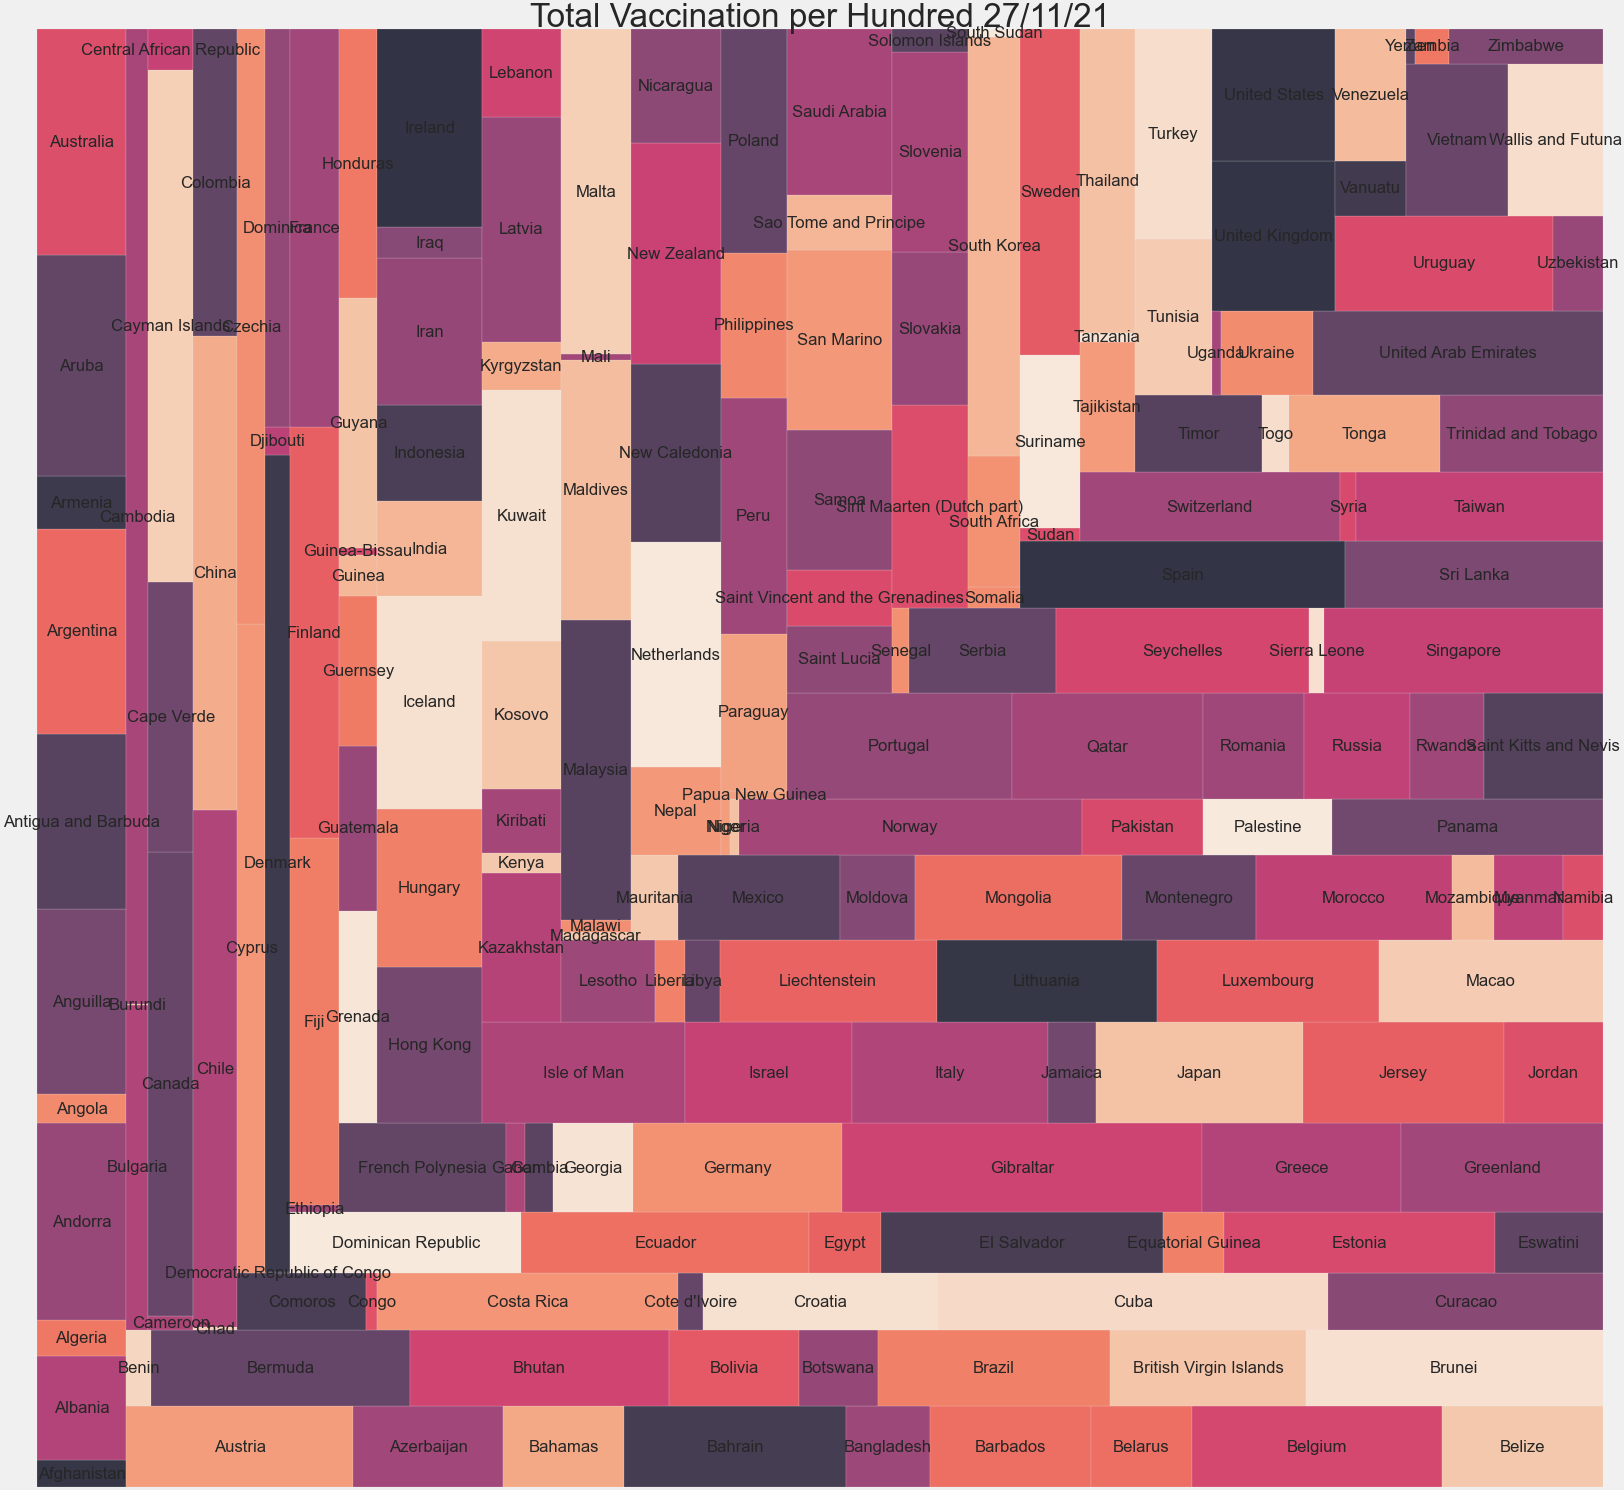 Total Vaccination per Hundred 27/11/21
Central African Republic
Solomon Islands
South Sudan
Yemen
Zambia
Zimbabwe
Lebanon
Nicaragua
Australia
Colombia
Honduras
Ireland
Poland
Saudi Arabia
Slovenia
Turkey
United States
Venezuela
Vietnam
Wallis and Futuna
Malta
Sweden
Thailand
Vanuatu
Dominica
France
Iraq
Latvia
New Zealand
Sao Tome and Principe
South Korea
United Kingdom
Uruguay
Uzbekistan
Cayman Islands
Czechia
Iran
Philippines
San Marino
Slovakia
Tanzania
Tunisia
Aruba
Kyrgyzstan
Mali
Uganda
Ukraine
United Arab Emirates
Guyana
Djibouti
Indonesia
New Caledonia
Suriname
Tajikistan
Timor
Togo
Tonga
Trinidad and Tobago
Armenia
Cambodia
Kuwait
Maldives
Peru
Samoa
Sint Maarten (Dutch part)
South Africa
Switzerland
Syria
Taiwan
China
Guinea-Bissau
India
Guinea
Sudan
Spain
Sri Lanka
Argentina
Finland
Saint Vincent and the Grenadines
Somalia
Guernsey
Netherlands
Saint Lucia
Senegal
Serbia
Seychelles
Sierra Leone
Singapore
Cape Verde
Iceland
Kosovo
Paraguay
Portugal
Qatar
Romania
Russia
Rwanda
Saint Kitts and Nevis
Malaysia
Antigua and Barbuda
Guatemala
Kiribati
Nepal
Papua New Guinea
Niger
Nigeria
Norway
Pakistan
Palestine
Panama
Denmark
Kenya
Hungary
Mauritania
Mexico
Moldova
Mongolia
Montenegro
Morocco
Mozambique
Myanmar
Namibia
Cyprus
Kazakhstan
Malawi
Madagascar
Anguilla
Burundi
Fiji
Grenada
Lesotho
Liberia
Libya
Liechtenstein
Lithuania
Luxembourg
Macao
Canada
Chile
Hong Kong
Isle of Man
Israel
Italy
Jamaica
Japan
Jersey
Jordan
Angola
Bulgaria
French Polynesia
Gabon
Gambia
Georgia
Germany
Gibraltar
Greece
Greenland
Andorra
Ethiopia
Dominican Republic
Ecuador
Egypt
El Salvador
Equatorial Guinea
Estonia
Eswatini
Democratic Republic of Congo
Comoros
Congo
Costa Rica
Cote d'Ivoire
Croatia
Cuba
Curacao
Cameroon
Chad
Algeria
Benin
Bermuda
Bhutan
Bolivia
Botswana
Brazil
British Virgin Islands
Brunei
Albania
Austria
Azerbaijan
Bahamas
Bahrain
Bangladesh
Barbados
Belarus
Belgium
Belize
Afghanistan